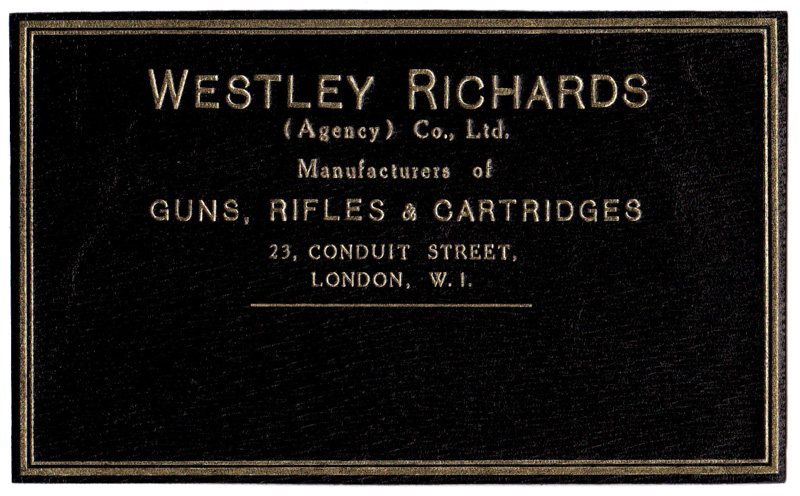 WESTLEY RICHARDS
(Agency) Co., Ltd.
Manufacturers of
GUNS, RIFLES & CARTRIDGES
23, CONDUIT STREET,
LONDON, W. 1.